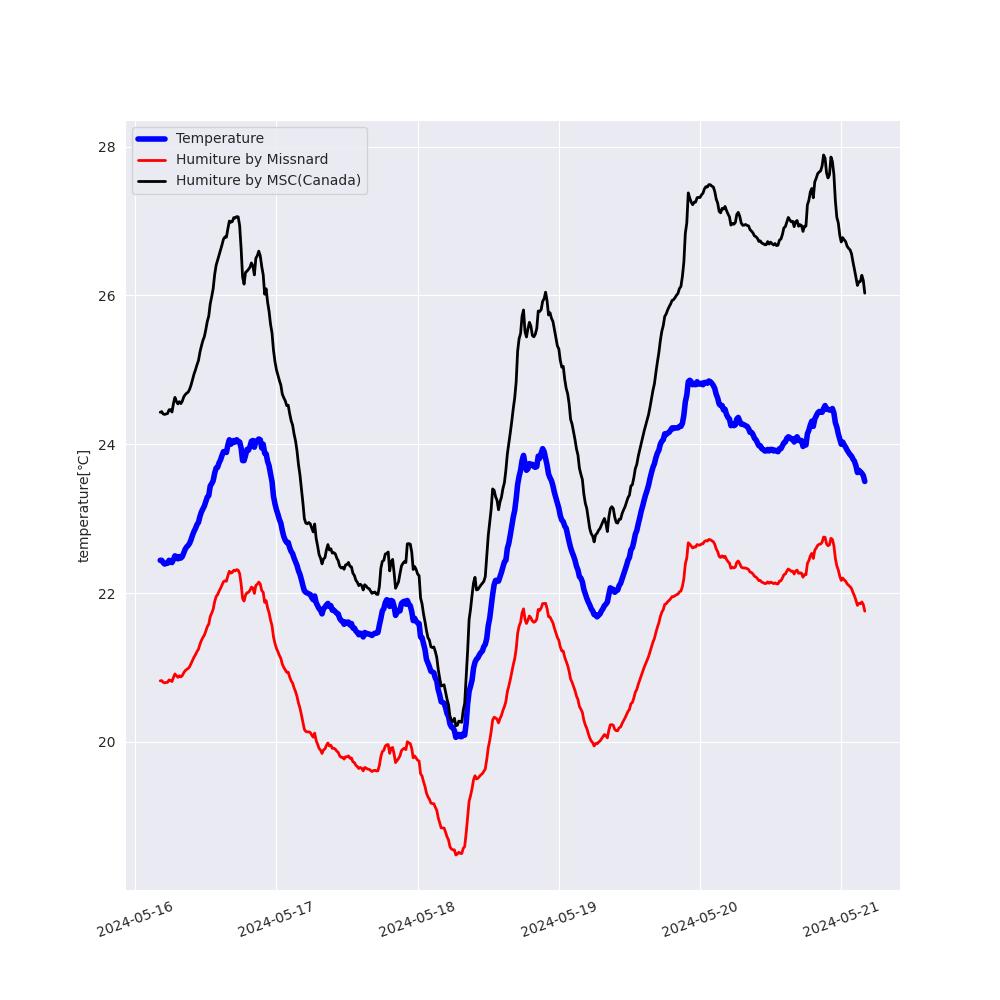 Temperature
Humiture by Missnard
Humiture by MSC(Canada)
28
26
24
22
20
temperature[℃]
2024-05-16
2024-05-17
2024-05-18
2024-05-19
2024-05-20
2024-05-21